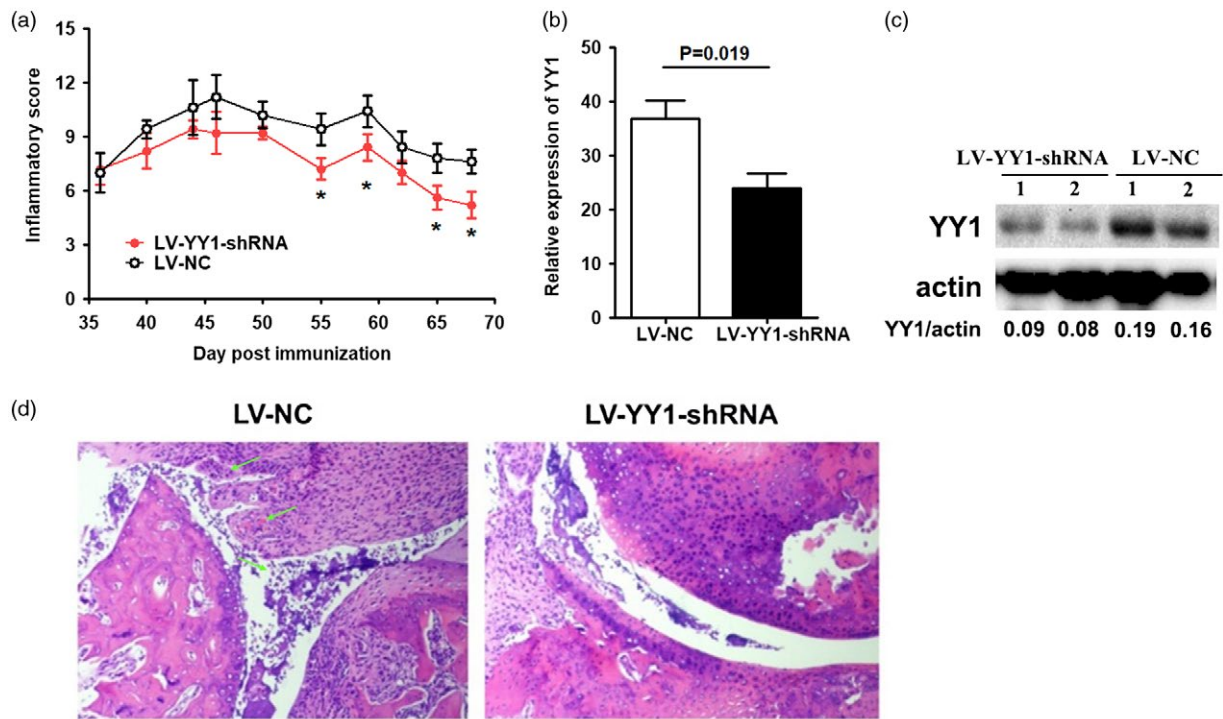 (a)
15
12
9
6
3
0
Inflammatory score
* * * *
LV-YY1-shRNA
LV-NC
35 40 45 50 55 60 65 70
Day post immunization
(b)
50
40
30
20
10
0
Relative expression of YY1
P=0.019
LV-NC LV-YY1-shRNA
(c)
LV-YY1-shRNA LV-NC
1 2 1 2
YY1
actin
YY1/actin 0.09 0.08 0.19 0.16
(d)
LV-NC LV-YY1-shRNA